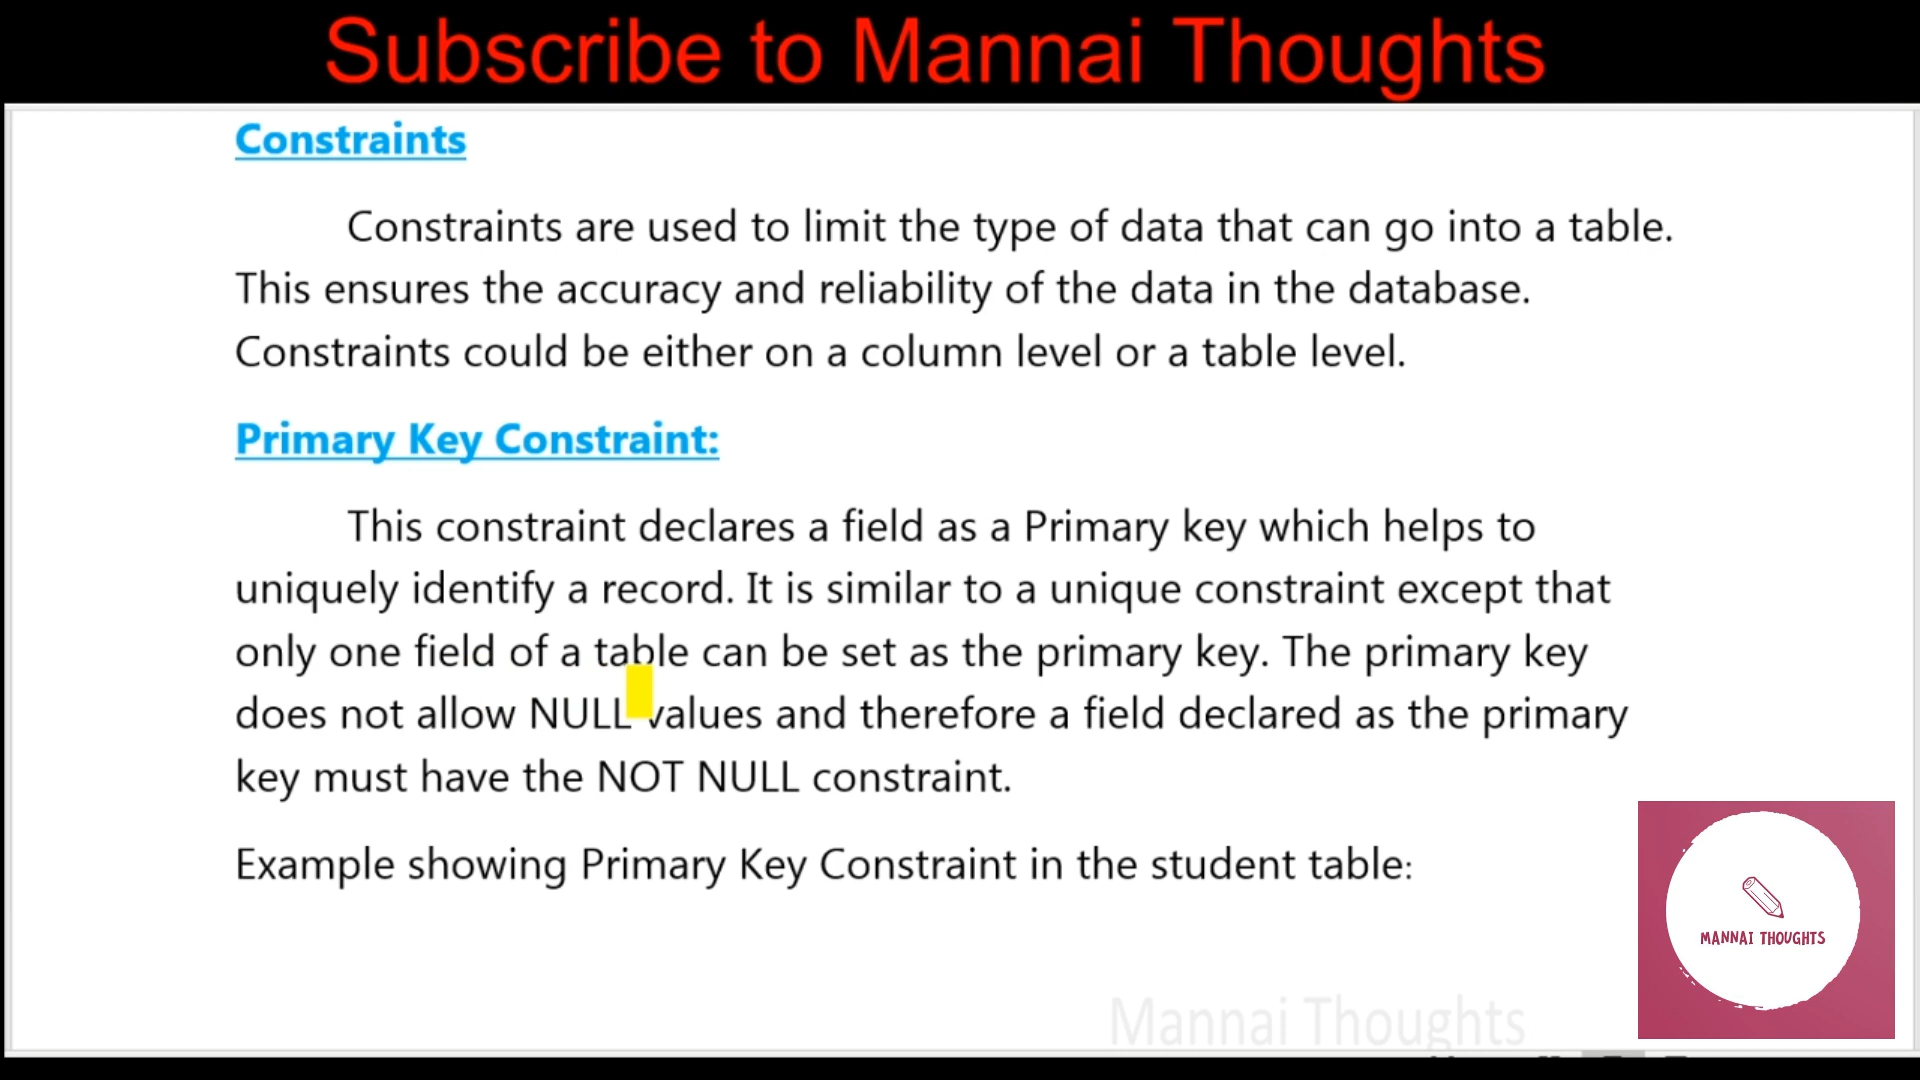 Subscribe to Mannai Thoughts
Constraints
Constraints are used to limit the type of data that can go into a table.
This ensures the accuracy and reliability of the data in the database.
Constraints could be either on a column level or a table level.
Primary Key Constraint:
This constraint declares a field as a Primary key which helps to
uniquely identify a record. It is similar to a unique constraint except that
only one field of a table can be set as the primary key. The primary key
does not allow NULL values and therefore a field declared as the primary
key must have the NOT NULL constraint.
Example showing Primary Key Constraint in the student table:
MANNAI THOUGHTS
Mannai Thoughts